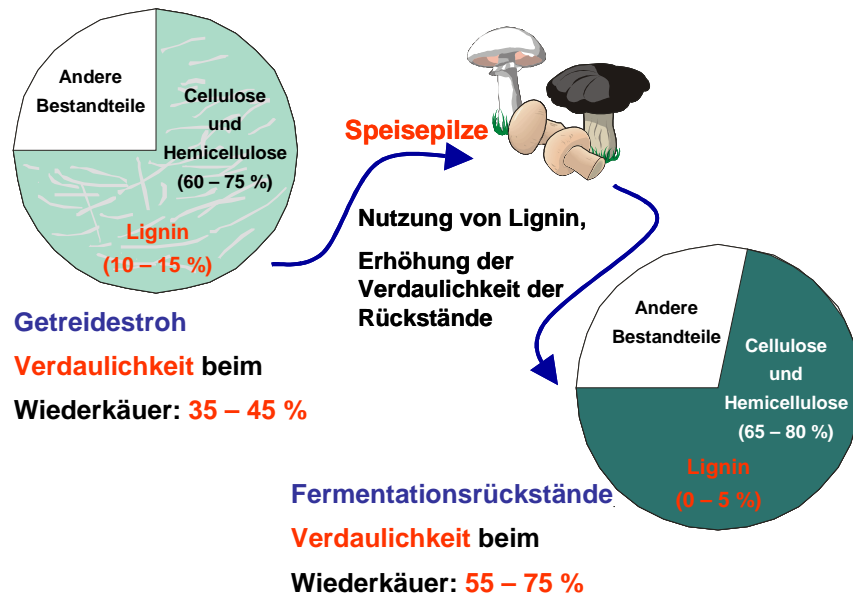 Andere
Bestandteile
Cellulose
und
Hemicellulose
(60 – 75 %)
Lignin
(10 – 15 %)
Getreidestroh
Verdaulichkeit beim
Wiederkäuer: 35 – 45 %
Speisepilze
Nutzung von Lignin,
Erhöhung der
Verdaulichkeit der
Rückstände
Andere
Bestandteile
Cellulose
und
Hemicellulose
(65 – 80 %)
Lignin
(0 – 5 %)
Fermentationsrückstände
Verdaulichkeit beim
Wiederkäuer: 55 – 75 %